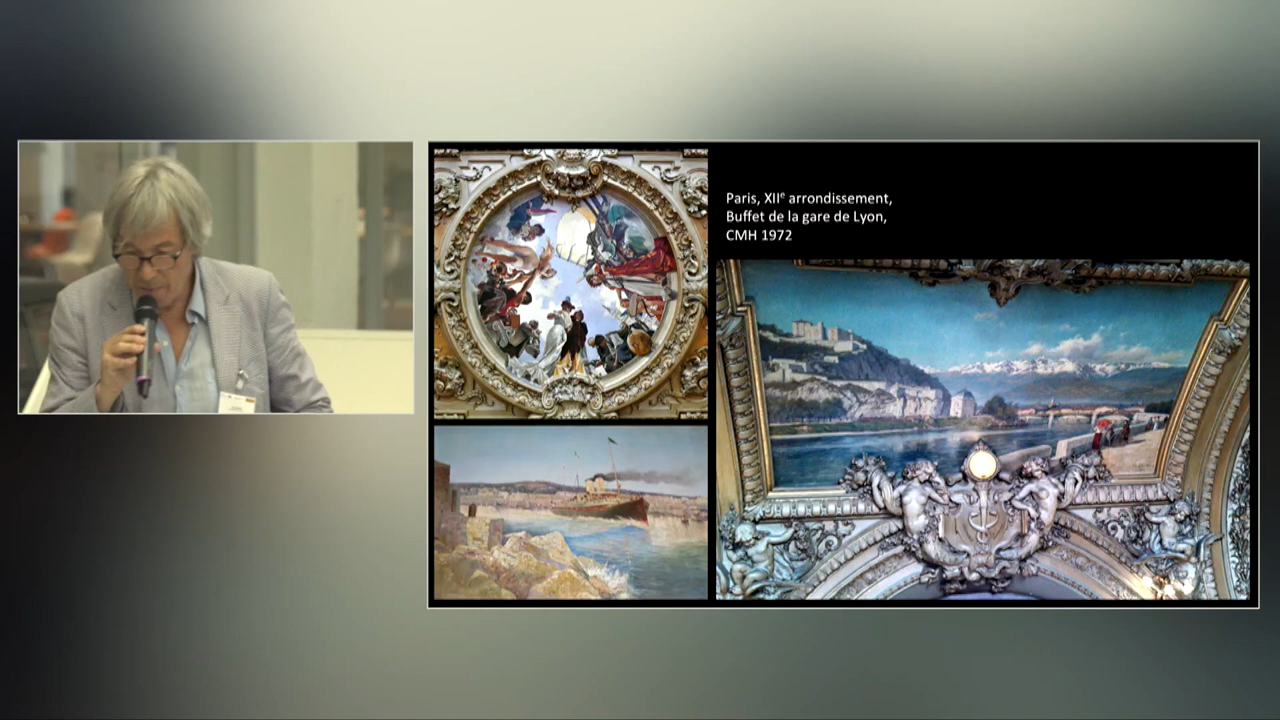 Paris, XIIᵉ arrondissement,
Buffet de la gare de Lyon,
CMH 1972